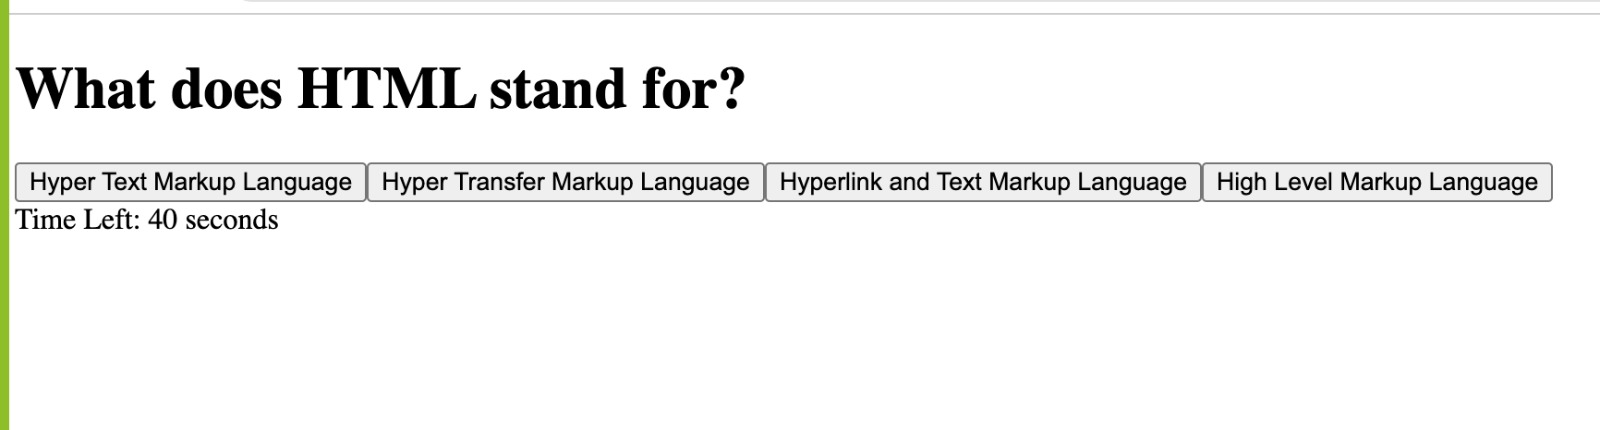 What does HTML stand for?
Hyper Text Markup Language Hyper Transfer Markup Language Hyperlink and Text Markup Language High Level Markup Language
Time Left: 40 seconds